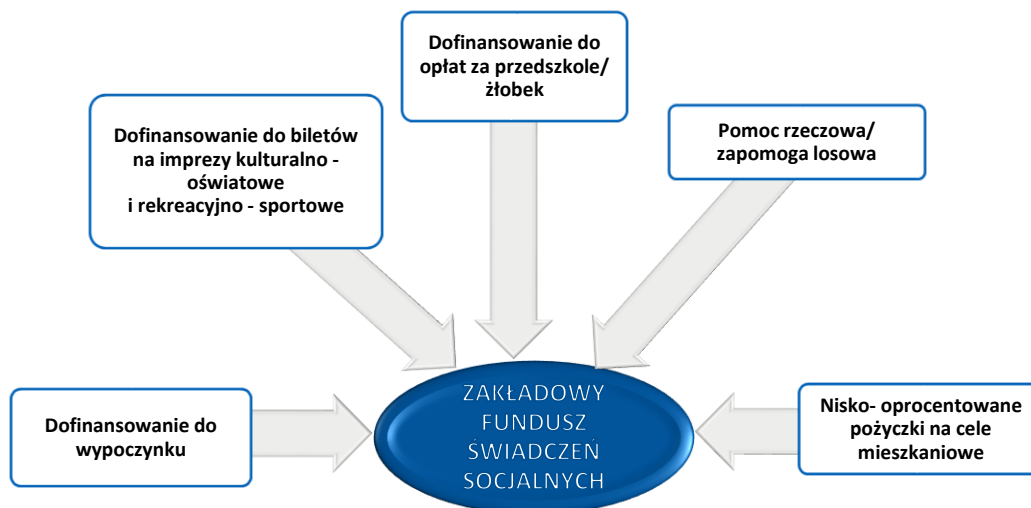 Dofinansowanie do
opłat za przedszkole/
żłobek
Dofinansowanie do biletów
na imprezy kulturalno -
oświatowe
i rekreacyjno - sportowe
Pomoc rzeczowa/
zapomoga losowa
Dofinansowanie do
wypoczynku
ZAKŁADOWY
FUNDUSZ
ŚWIADCZEŃ
SOCJALNYCH
Nisko- oprocentowane
pożyczki na cele
mieszkaniowe